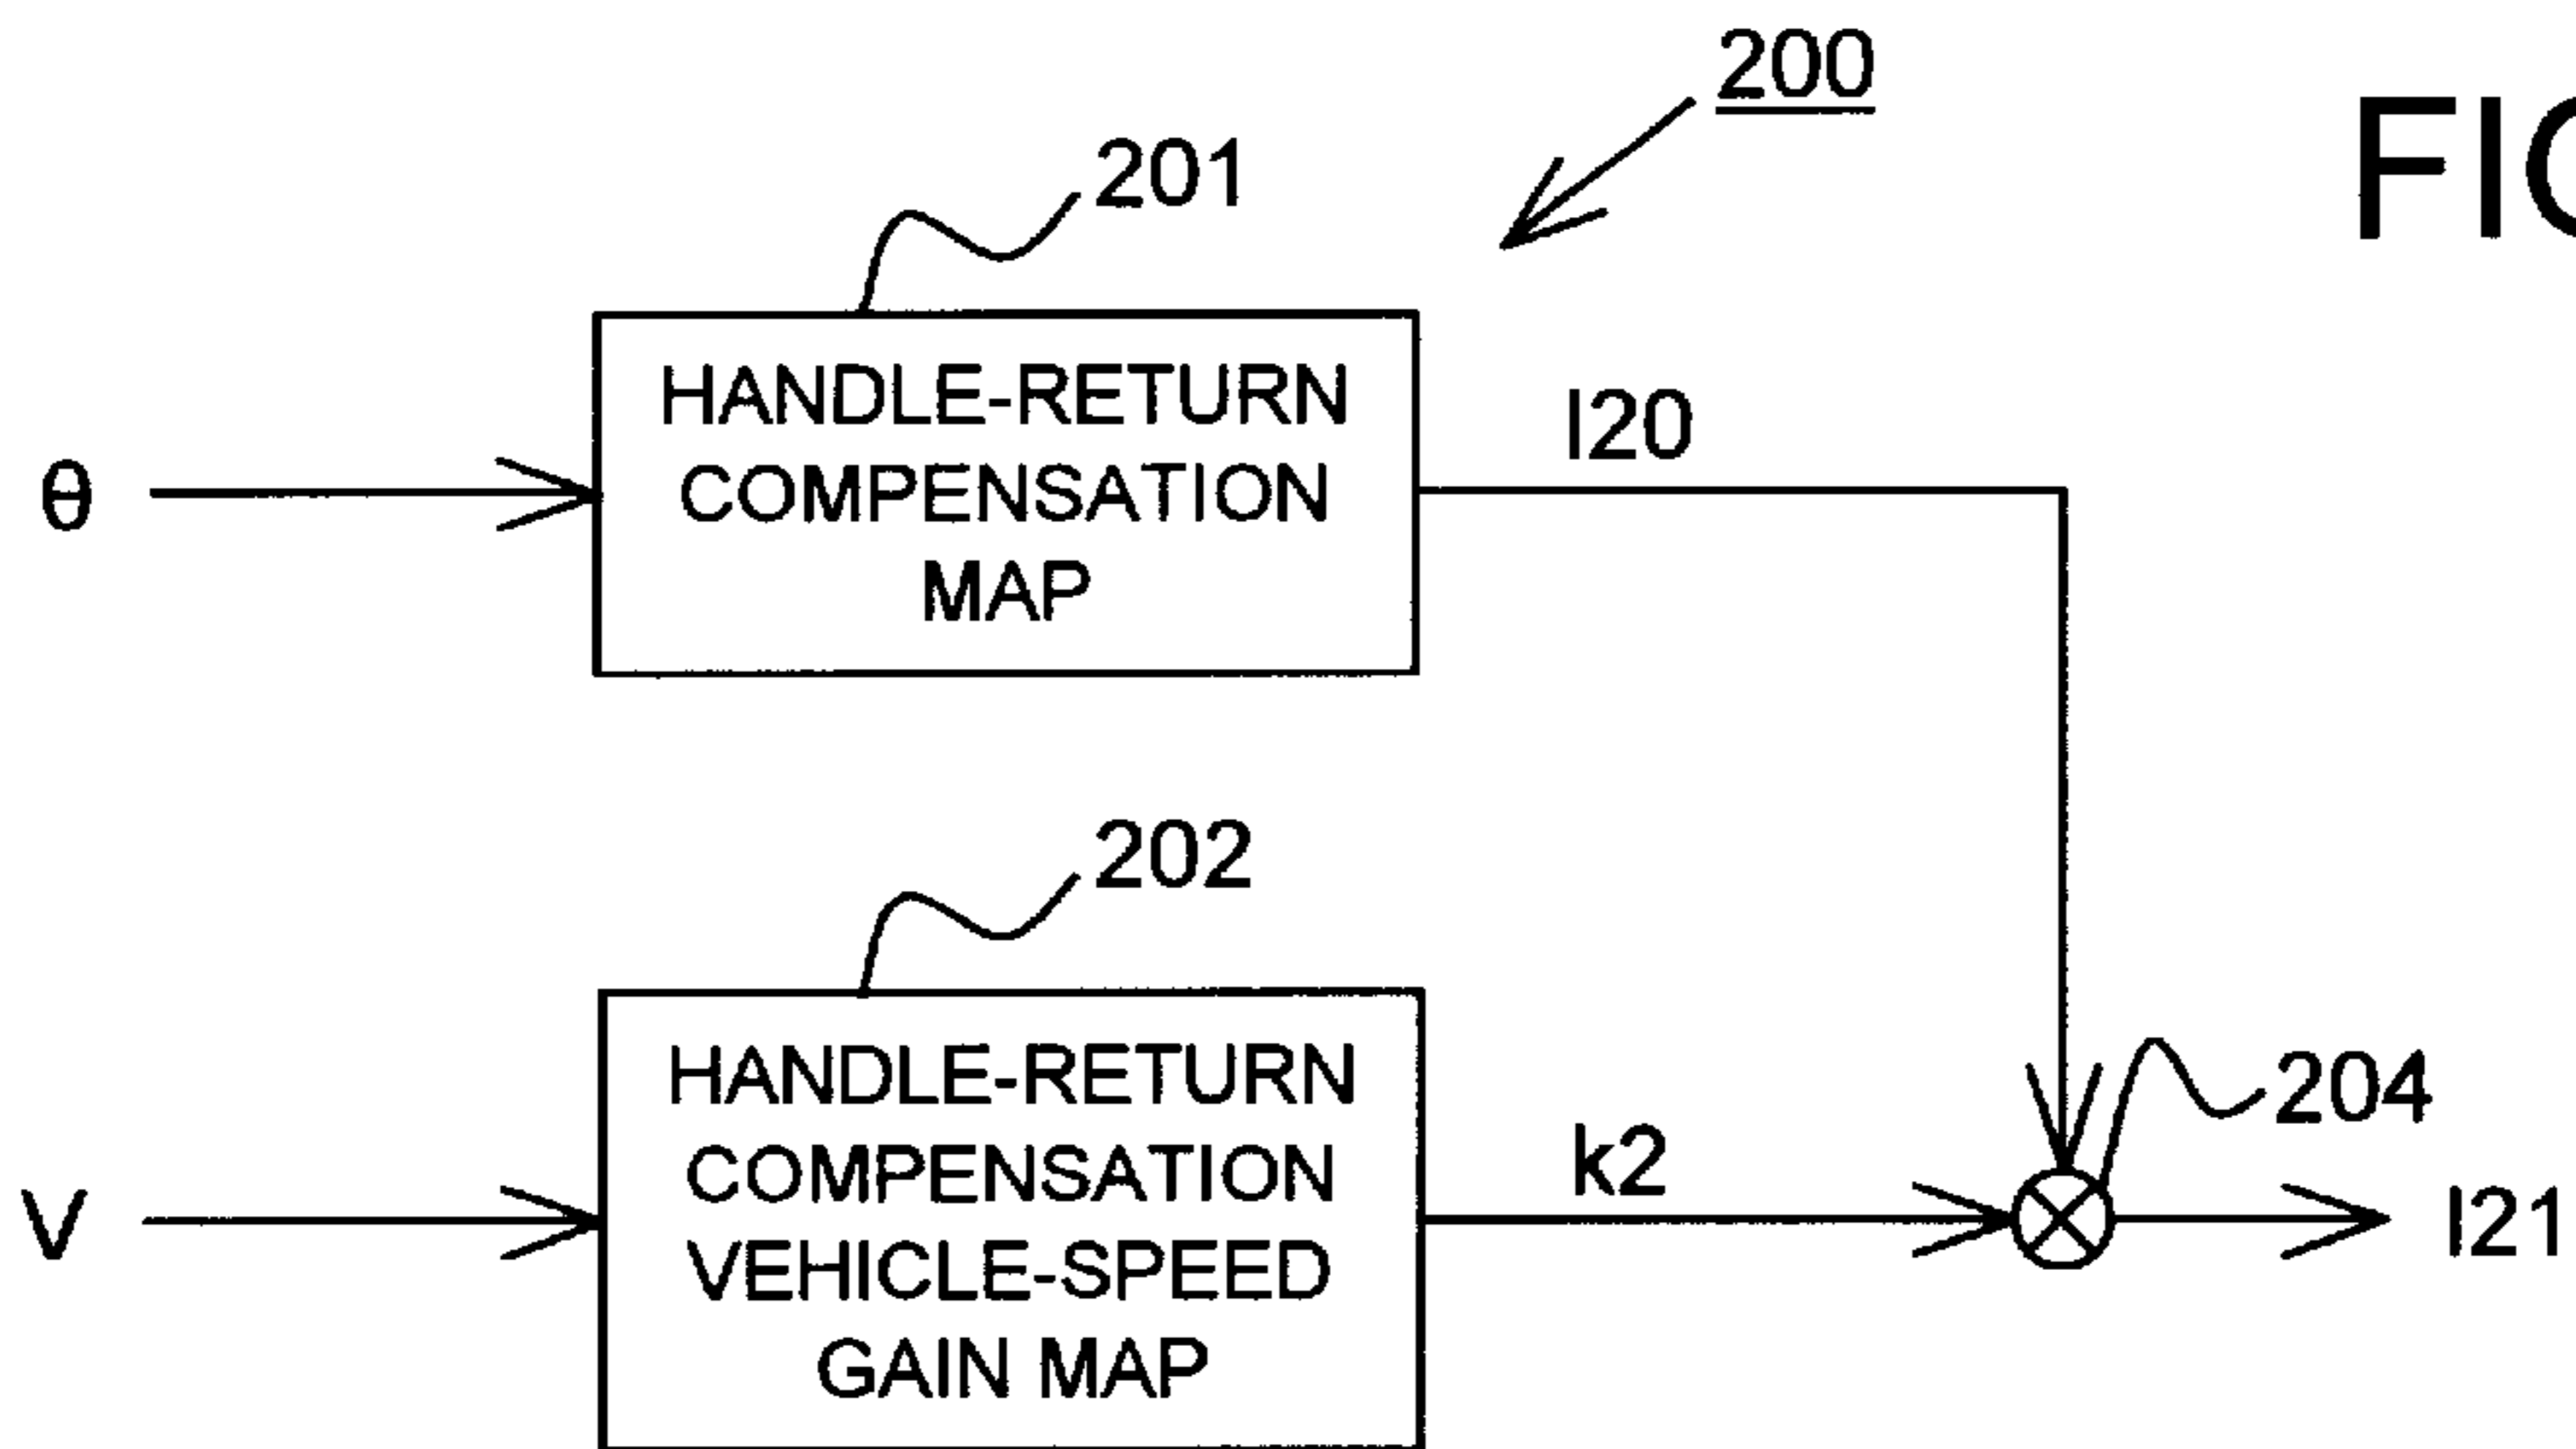 200
FIG
201
HANDLE-RETURN
COMPENSATION
MAP
θ
I20
202
HANDLE-RETURN
COMPENSATION
VEHICLE-SPEED
GAIN MAP
V
k2
204
I21